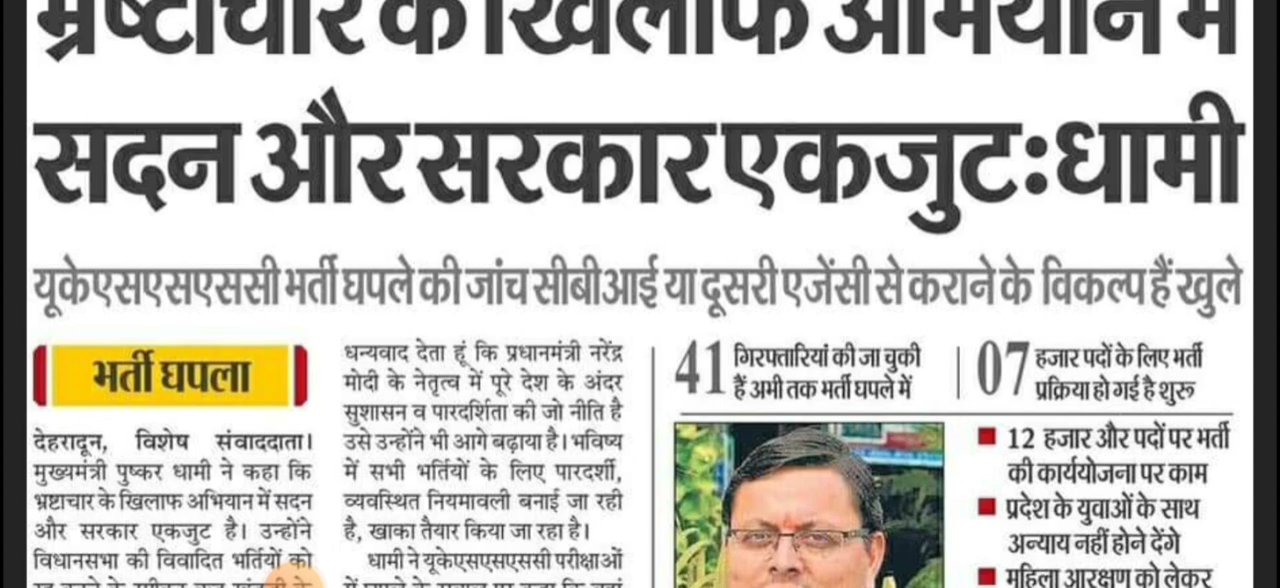 भ्रष्टाचार के खिलाफ अभियान में
सदन और सरकार एकजुट:धामी
यूकेएसएसएससी भर्ती घपले की जांच सीबीआई या दूसरी एजेंसी से कराने के विकल्प हैं खुले
भर्ती घपला
देहरादून, विशेष संवाददाता।
मुख्यमंत्री पुष्कर धामी ने कहा कि
भ्रष्टाचार के खिलाफ अभियान में सदन
और सरकार एकजुट है। उन्होंने
विधानसभा की विवादित भर्तियों को
धन्यवाद देता हूं कि प्रधानमंत्री नरेंद्र
मोदी के नेतृत्व में पूरे देश के अंदर
सुशासन व पारदर्शिता की जो नीति है
उसे उन्होंने भी आगे बढ़ाया है। भविष्य
में सभी भर्तियों के लिए पारदर्शी,
व्यवस्थित नियमावली बनाई जा रही
है, खाका तैयार किया जा रहा है।
धामी ने यूकेएसएसएससी परीक्षाओं
41 गिरफ्तारियां की जा चुकी
हैं अभी तक भर्ती घपले में
07 हजार पदों के लिए भर्ती
प्रक्रिया हो गई है शुरू
12 हजार और पदों पर भर्ती
की कार्ययोजना पर काम
प्रदेश के युवाओं के साथ
अन्याय नहीं होने देंगे
महिला आरक्षण को लेकर